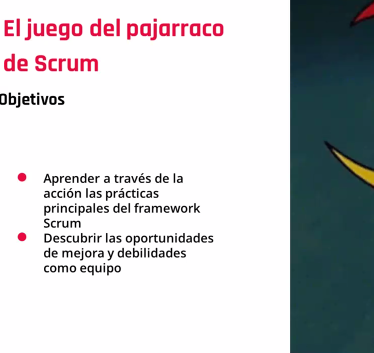 El juego del pajarraco
de Scrum
Objetivos
Aprender a través de la
acción las prácticas
principales del framework
Scrum
Descubrir las oportunidades
de mejora y debilidades
como equipo